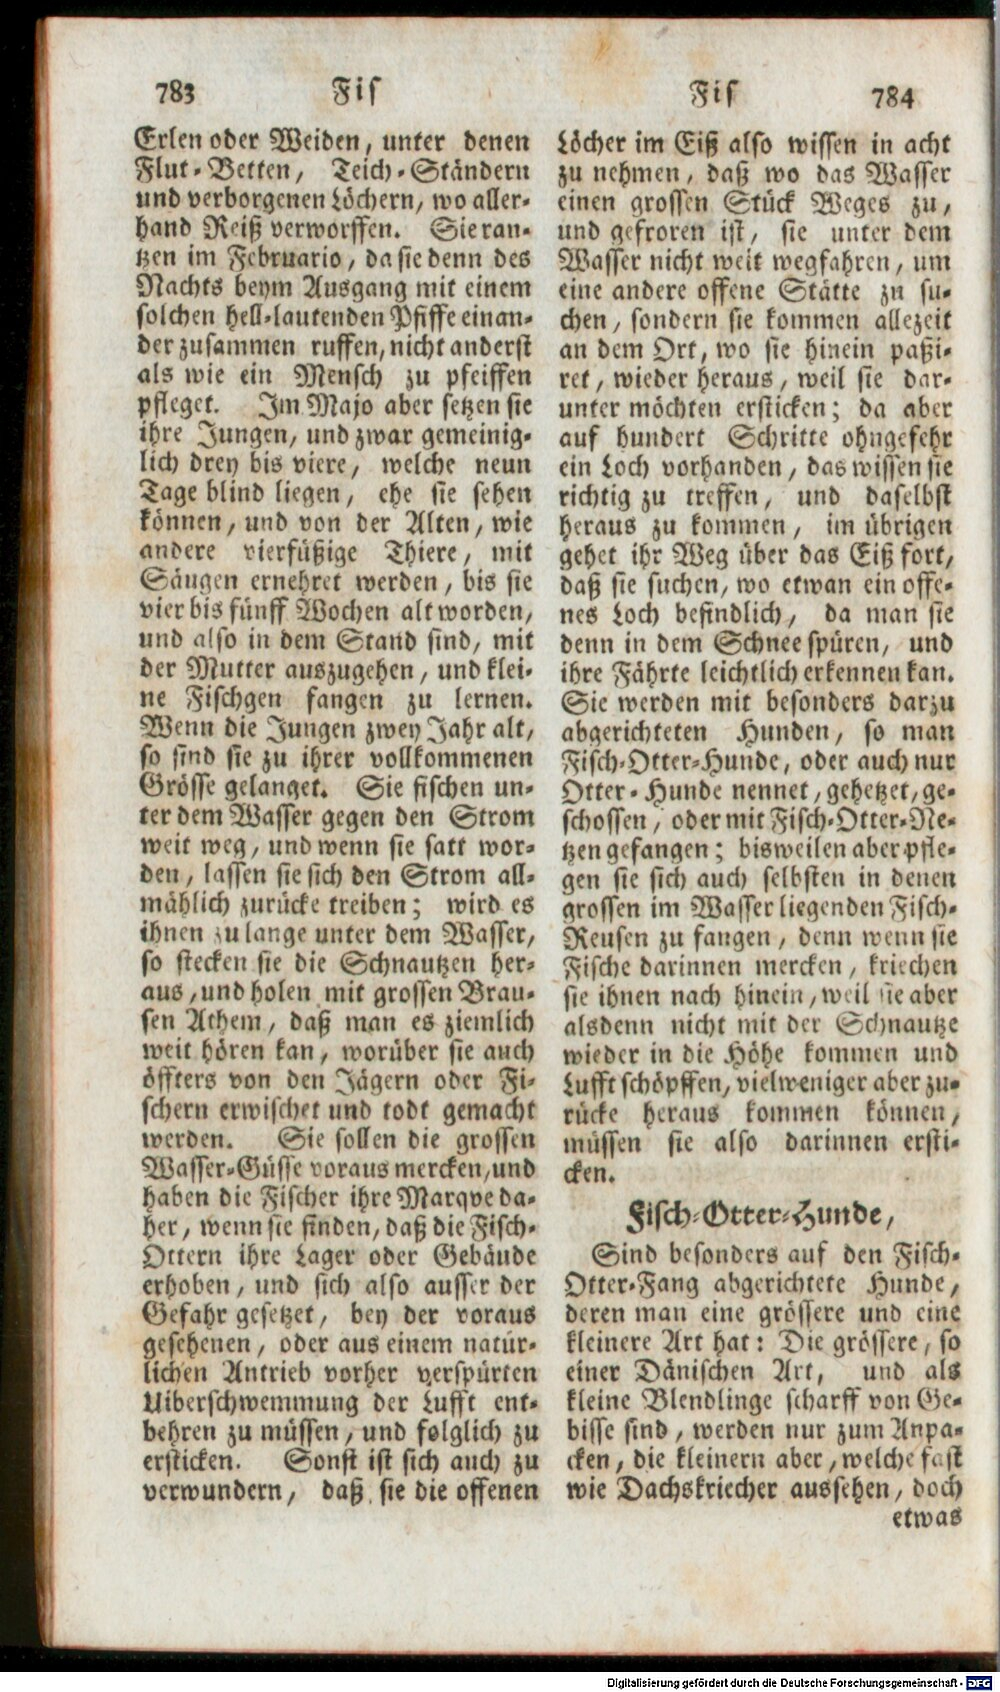 783 Fis
Erlen oder Weiden, unter denen
Flut-Betten, Teich-Ständern
und verborgenen Löchern, wo aller-
hand Reiß verworffen. Sie ran-
tzen im Februario, da sie denn des
Nachts beym Ausgang mit einem
solchen hell-lautenden Pfiffe einan-
der zusammen ruffen, nicht anderst
als wie ein Mensch zu pfeiffen
pfleget. Im Majo aber setzen sie
ihre Jungen, und zwar gemeinig-
lich drey bis viere, welche neun
Tage blind liegen, ehe sie sehen
können, und von der Alten, wie
andere vierfüßige Thiere, mit
Säugen ernehret werden, bis sie
vier bis fünff Wochen alt worden,
und also in dem Stand sind, mit
der Mutter auszugehen, und klei-
ne Fischgen fangen zu lernen.
Wenn die Jungen zwey Jahr alt,
so sind sie zu ihrer vollkommenen
Grösse gelanget. Sie fischen un-
ter dem Wasser gegen den Strom
weit weg, und wenn sie satt wor-
den, lassen sie sich den Strom all-
mählich zurücke treiben; wird es
ihnen zu lange unter dem Wasser,
so stecken sie die Schnautzen her-
aus, und holen mit grossen Brau-
sen Athem, daß man es ziemlich
weit hören kan, worüber sie auch
öffters von den Jägern oder Fi-
schern erwischet und todt gemacht
werden. Sie sollen die grossen
Wasser-Güsse voraus mercken, und
haben die Fischer ihre Marqve da-
her, wenn sie finden, daß die Fisch-
Ottern ihre Lager oder Gebäude
erhoben, und sich also ausser der
Gefahr gesetzet, bey der voraus
gesehenen, oder aus einem natür-
lichen Antrieb vorher verspürten
Uiberschwemmung der Lufft ent-
behren zu müssen, und folglich zu
ersticken. Sonst ist sich auch zu
verwundern, daß sie die offenen
Fis 784
Löcher im Eiß also wissen in acht
zu nehmen, daß wo das Wasser
einen grossen Stück Weges zu,
und gefroren ist, sie unter dem
Wasser nicht weit wegfahren, um
eine andere offene Stätte zu su-
chen, sondern sie kommen allezeit
an dem Ort, wo sie hinein paßi-
ret, wieder heraus, weil sie dar-
unter möchten ersticken; da aber
auf hundert Schritte ohngefehr
ein Loch vorhanden, das wissen sie
richtig zu treffen, und daselbst
heraus zu kommen, im übrigen
gehet ihr Weg über das Eiß fort,
daß sie suchen, wo etwan ein offe-
nes Loch befindlich, da man sie
denn in dem Schnee spüren, und
ihre Fährte leichtlich erkennen kan.
Sie werden mit besonders darzu
abgerichteten Hunden, so man
Fisch-Otter-Hunde, oder auch nur
Otter-Hunde nennet, gehetzet, ge-
schossen, oder mit Fisch-Otter-Ne-
tzen gefangen; bisweilen aber pfle-
gen sie sich auch selbsten in denen
grossen im Wasser liegenden Fisch-
Reusen zu fangen, denn wenn sie
Fische darinnen mercken, kriechen
sie ihnen nach hinein, weil sie aber
alsdenn nicht mit der Schnautze
wieder in die Höhe kommen und
Lufft schöpffen, vielweniger aber zu-
rücke heraus kommen können,
müssen sie also darinnen ersti-
cken.
Fisch-Otter-Hunde,
Sind besonders auf den Fisch-
Otter-Fang abgerichtete Hunde,
deren man eine grössere und eine
kleinere Art hat: Die grössere, so
einer Dänischen Art, und als
kleine Blendlinge scharff von Ge-
bisse sind, werden nur zum Anpa-
cken, die kleinern aber, welche fast
wie Dachskriecher aussehen, doch
etwas
Digitalisierung gefördert durch die Deutsche Forschungsgemeinschaft - DFG